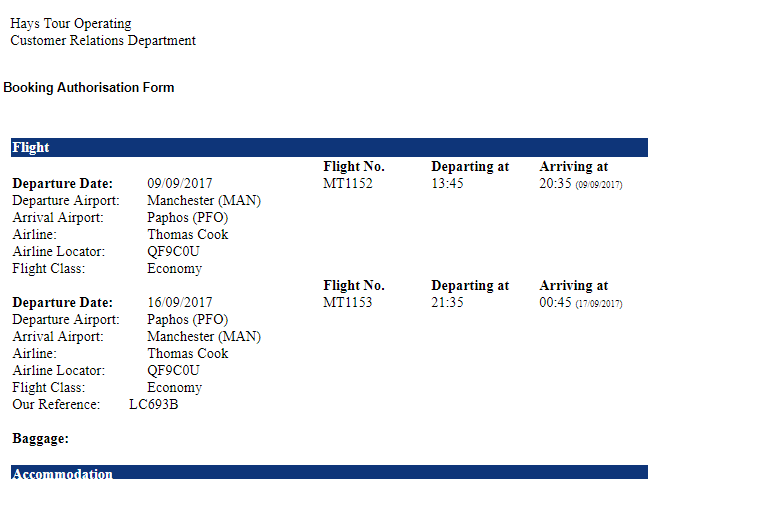 Hays Tour Operating
Customer Relations Department
Booking Authorisation Form
Flight
Flight No. Departing at Arriving at
Departure Date: 09/09/2017 MT1152 13:45 20:35 (09/09/2017)
Departure Airport: Manchester (MAN)
Arrival Airport: Paphos (PFO)
Airline: Thomas Cook
Airline Locator: QF9C0U
Flight Class: Economy
Flight No. Departing at Arriving at
Departure Date: 16/09/2017 MT1153 21:35 00:45 (17/09/2017)
Departure Airport: Paphos (PFO)
Arrival Airport: Manchester (MAN)
Airline: Thomas Cook
Airline Locator: QF9C0U
Flight Class: Economy
Our Reference: LC693B
Baggage:
Accommodation